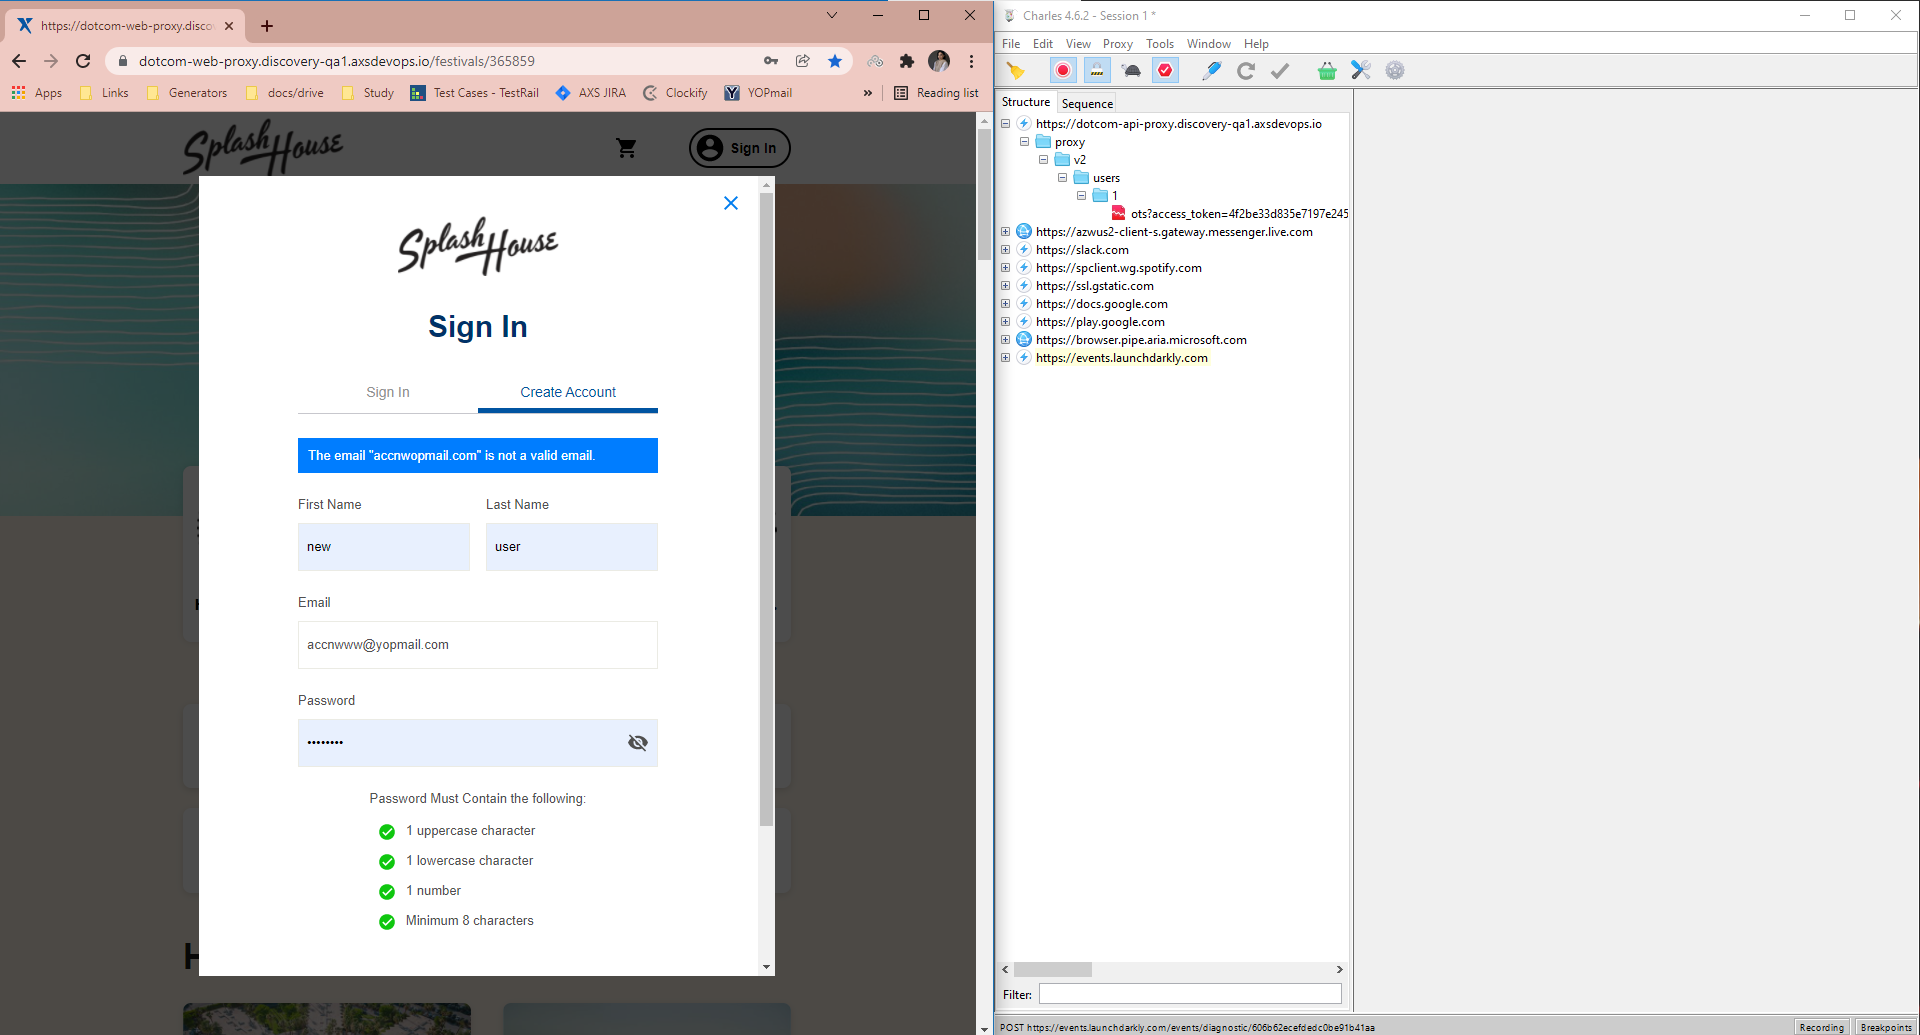 https://dotcom-web-proxy.disco
dotcom-web-proxy.discovery-qa1.axsdevops.io/festivals/365859
Apps Links Generators docs/drive Study Test Cases - TestRail AXS JIRA Clockify YOPmail » Reading list
Splash House
Sign In
Splash House
Sign In
Sign In Create Account
The email "accnwopmail.com" is not a valid email.
First Name Last Name
new user
Email
accnwww@yopmail.com
Password
••••••••
Password Must Contain the following:
1 uppercase character
1 lowercase character
1 number
Minimum 8 characters
Charles 4.6.2 - Session 1 *
File Edit View Proxy Tools Window Help
Structure Sequence
https://dotcom-api-proxy.discovery-qa1.axsdevops.io
proxy
v2
users
1
ots?access_token=4f2be33d835e7197e245
https://azwus2-client-s.gateway.messenger.live.com
https://slack.com
https://spclient.wg.spotify.com
https://ssl.gstatic.com
https://docs.google.com
https://play.google.com
https://browser.pipe.aria.microsoft.com
https://events.launchdarkly.com
Filter:
POST https://events.launchdarkly.com/events/diagnostic/606b62ecefdedc0be91b41aa
Recording Breakpoints